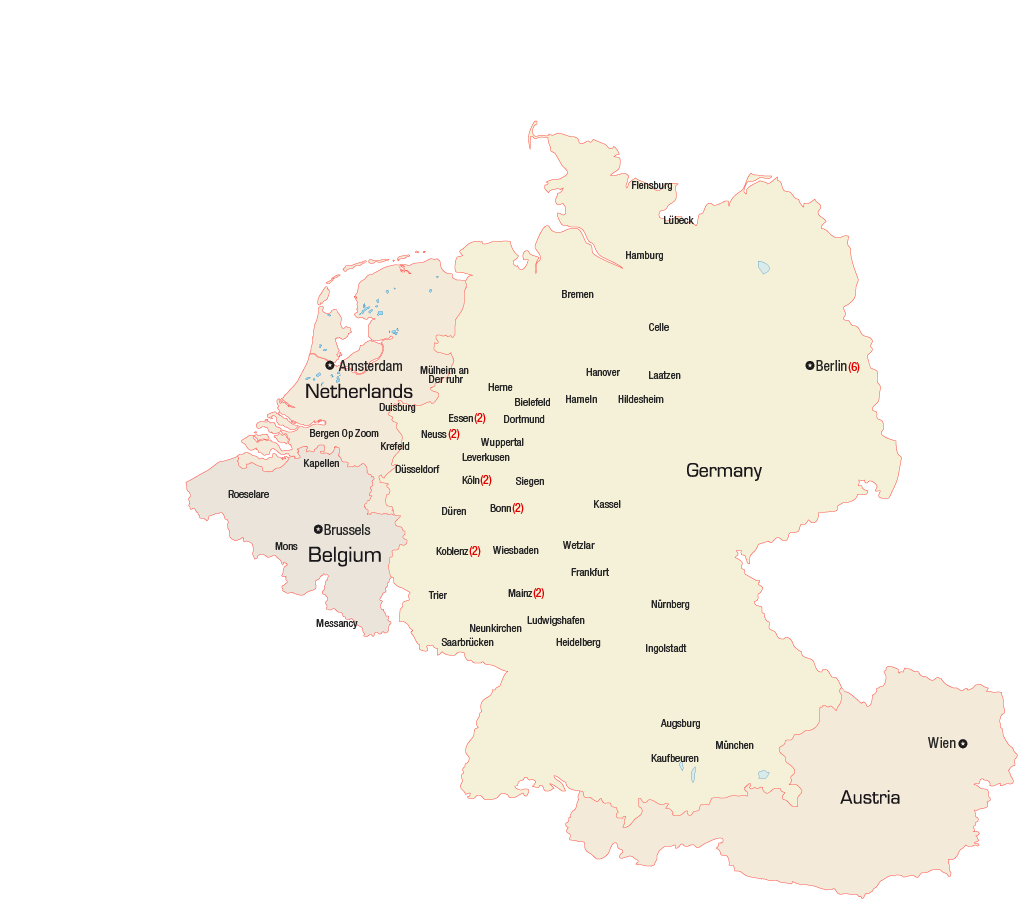 Flensburg
Lübeck
Hamburg
Bremen
Celle
Amsterdam
Berlin(6)
Mülheim an
Der ruhr
Hanover
Laatzen
Netherlands
Herne
Bielefeld
Hameln
Hildesheim
Duisburg
Essen(2)
Dortmund
Bergen Op Zoom
Neuss(2)
Krefeld
Wuppertal
Leverkusen
Kapellen
Düsseldorf
Germany
Köln(2)
Siegen
Roeselare
Düren
Bonn(2)
Kassel
Brussels
Mons
Belgium
Koblenz(2)
Wiesbaden
Wetzlar
Frankfurt
Trier
Mainz(2)
Nürnberg
Messancy
Neunkirchen
Ludwigshafen
Saarbrücken
Heidelberg
Ingolstadt
Augsburg
München
Kaufbeuren
Wien
Austria